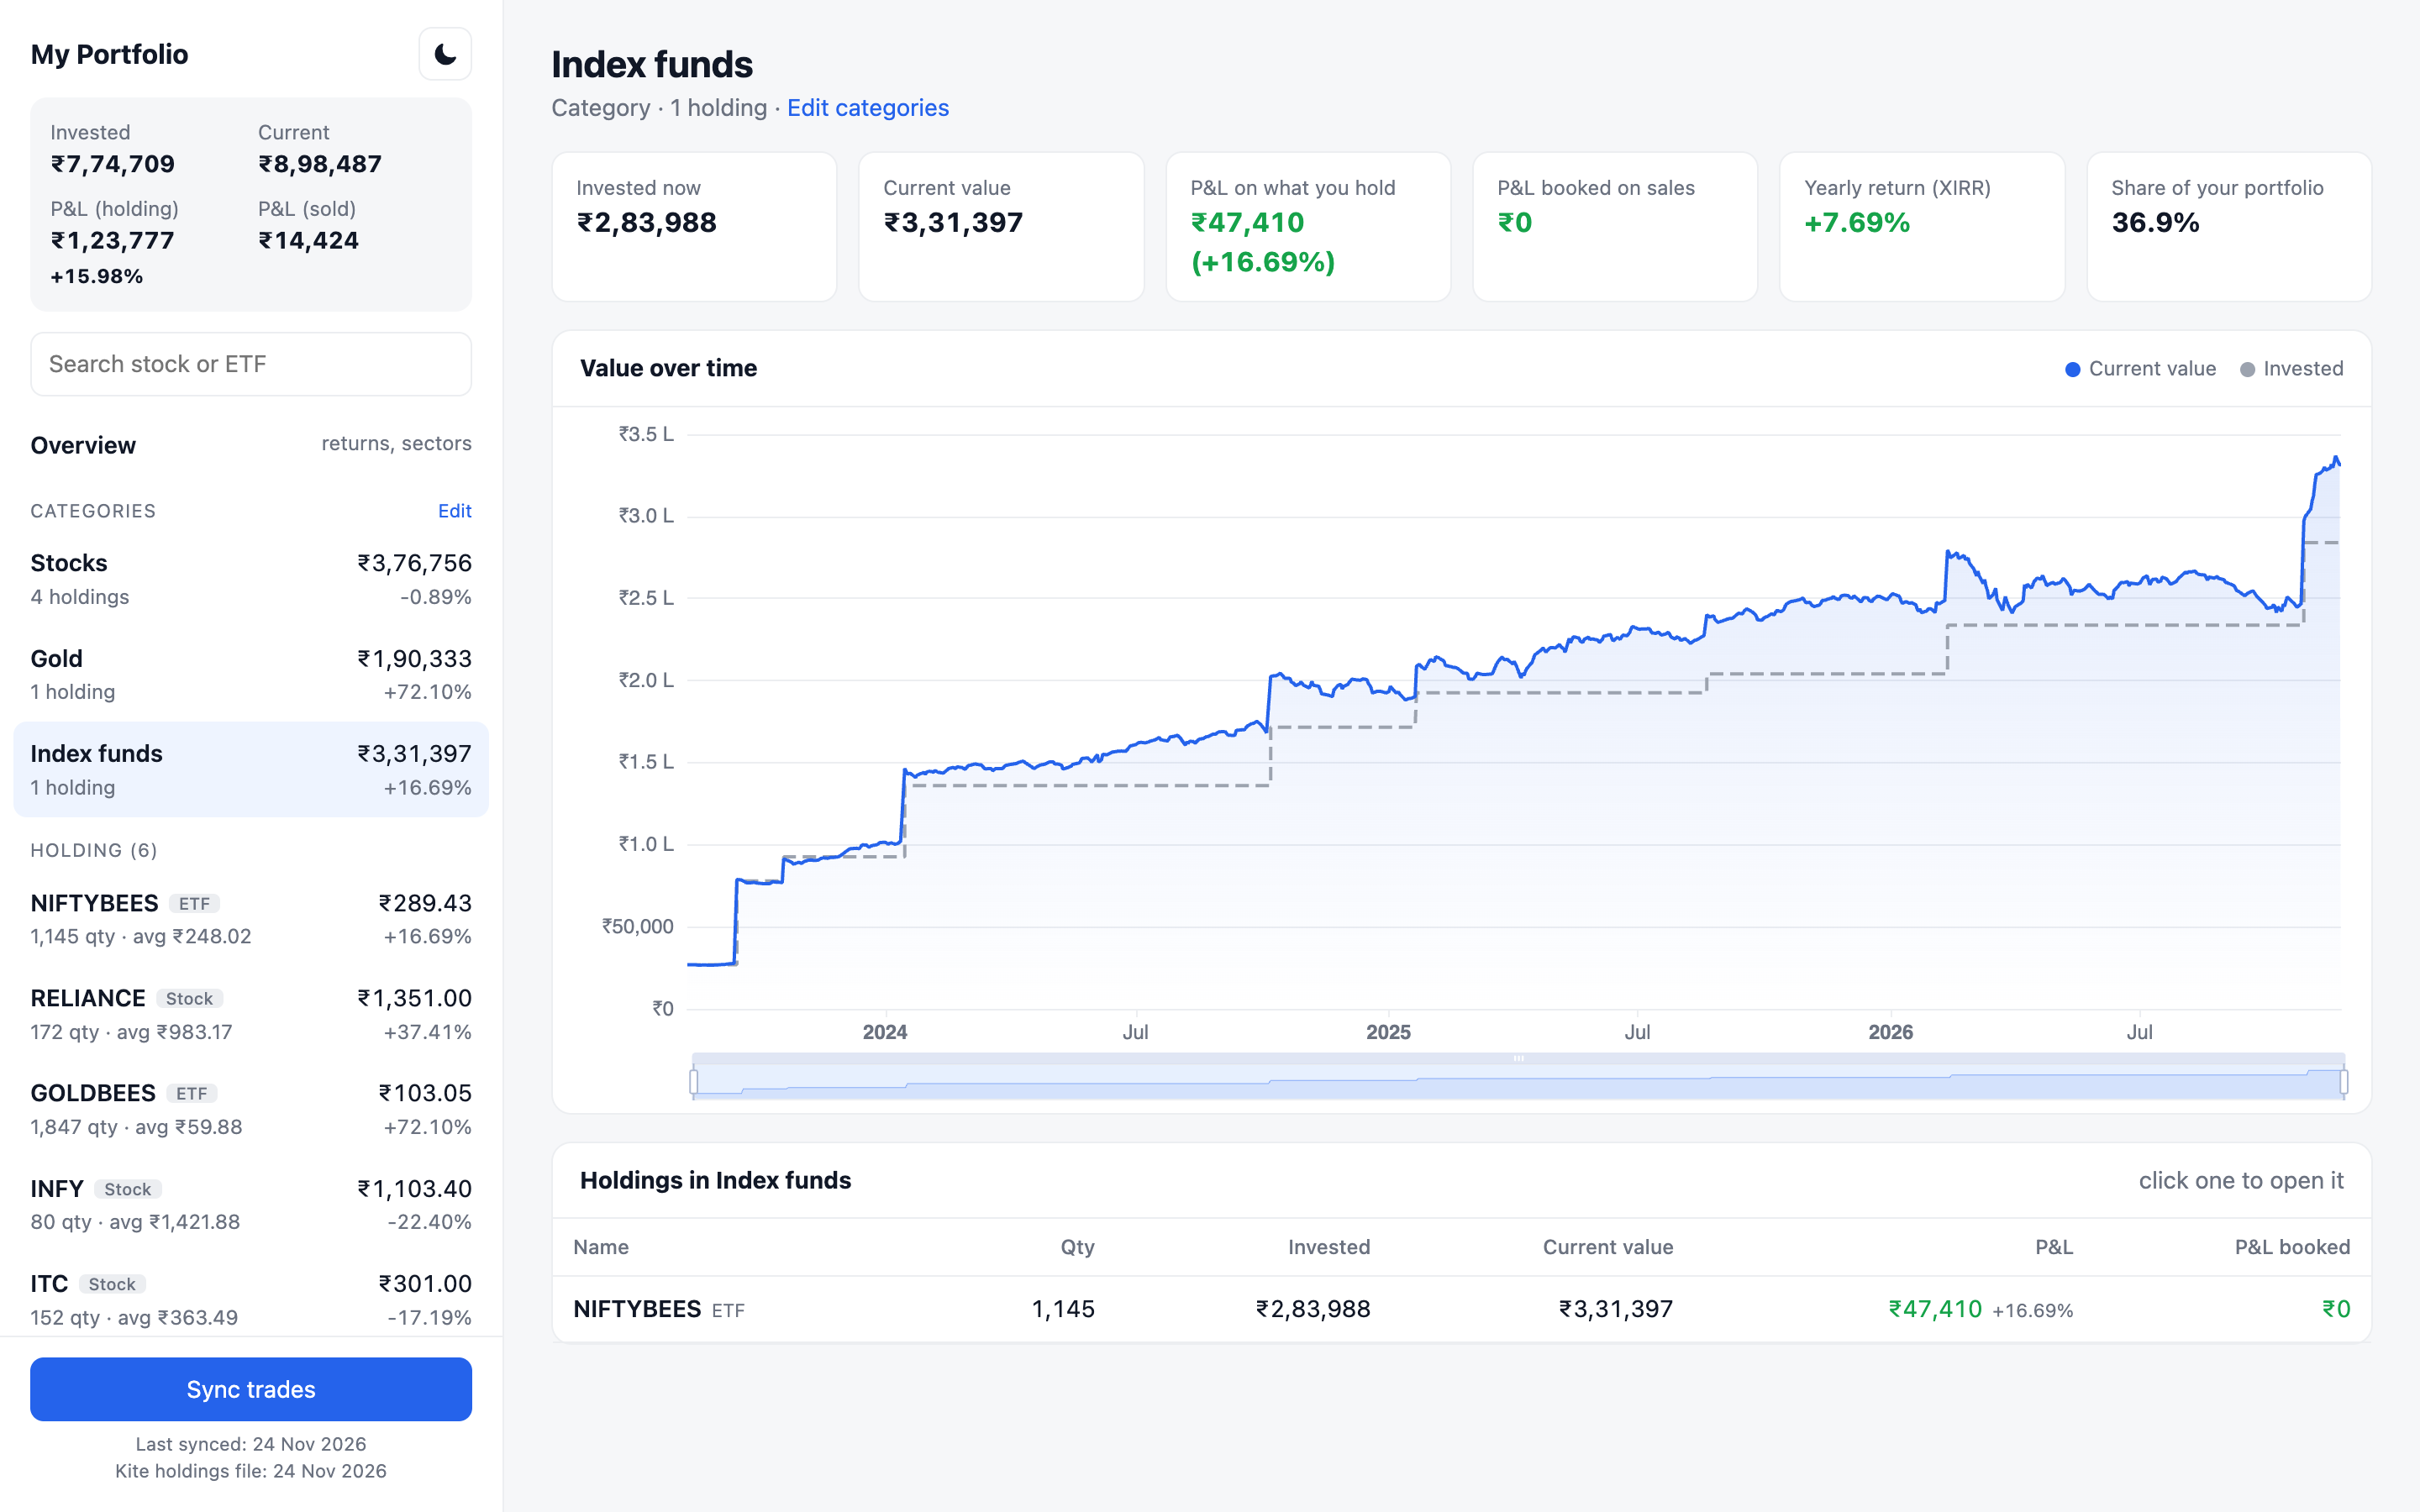 My Portfolio
Invested Current
₹7,74,709 ₹8,98,487
P&L (holding) P&L (sold)
₹1,23,777 ₹14,424
+15.98%
Search stock or ETF
Overview returns, sectors
CATEGORIES Edit
Stocks ₹3,76,756
4 holdings -0.89%
Gold ₹1,90,333
1 holding +72.10%
Index funds ₹3,31,397
1 holding +16.69%
HOLDING (6)
NIFTYBEES ETF ₹289.43
1,145 qty · avg ₹248.02 +16.69%
RELIANCE Stock ₹1,351.00
172 qty · avg ₹983.17 +37.41%
GOLDBEES ETF ₹103.05
1,847 qty · avg ₹59.88 +72.10%
INFY Stock ₹1,103.40
80 qty · avg ₹1,421.88 -22.40%
ITC Stock ₹301.00
152 qty · avg ₹363.49 -17.19%
Sync trades
Last synced: 24 Nov 2026
Kite holdings file: 24 Nov 2026
Index funds
Category · 1 holding · Edit categories
Invested now
₹2,83,988
Current value
₹3,31,397
P&L on what you hold
₹47,410
(+16.69%)
P&L booked on sales
₹0
Yearly return (XIRR)
+7.69%
Share of your portfolio
36.9%
Value over time Current value Invested
₹3.5 L
₹3.0 L
₹2.5 L
₹2.0 L
₹1.5 L
₹1.0 L
₹50,000
₹0
2024 Jul 2025 Jul 2026 Jul
Holdings in Index funds click one to open it
Name Qty Invested Current value P&L P&L booked
NIFTYBEES ETF 1,145 ₹2,83,988 ₹3,31,397 ₹47,410 +16.69% ₹0